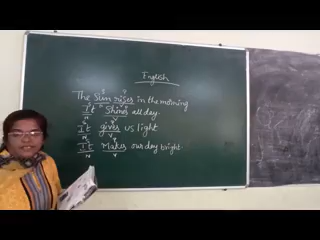 English
The Sun rises in the morning
It Shines all day.
It gives us light
It Makes our day bright.